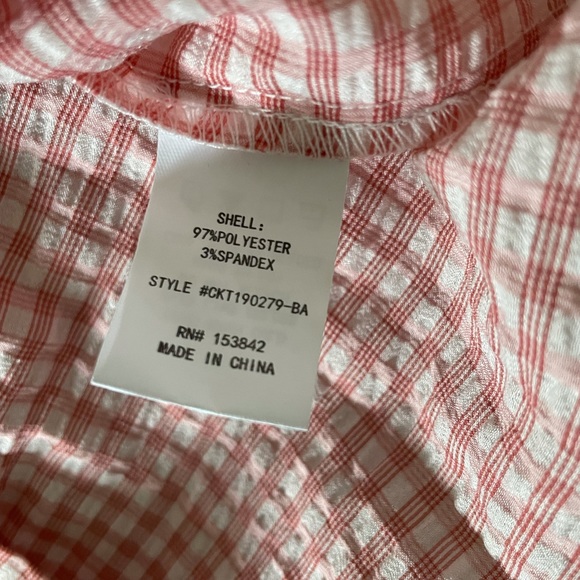 SHELL:
97%POLYESTER
3%SPANDEX
STYLE #CKT190279-BA
RN# 153842
MADE IN CHINA